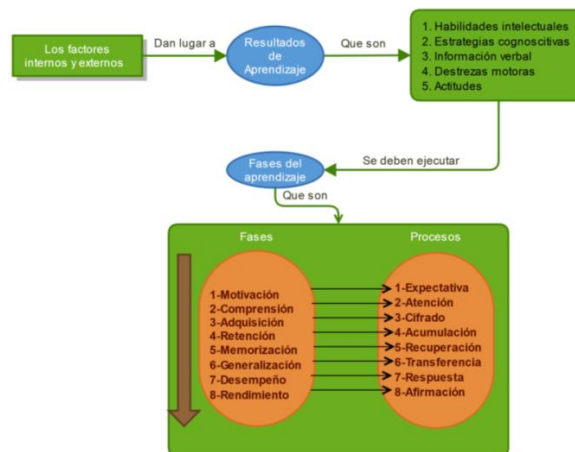 Los factores
internos y externos
Dan lugar a
Resultados
de
Aprendizaje
Que son
1. Habilidades intelectuales
2. Estrategias cognoscitivas
3. Información verbal
4. Destrezas motoras
5. Actitudes
Se deben ejecutar
Fases del
aprendizaje
Que son
Fases
1-Motivación
2-Comprensión
3-Adquisición
4-Retención
5-Memorización
6-Generalización
7-Desempeño
8-Rendimiento
Procesos
1-Expectativa
2-Atención
3-Cifrado
4-Acumulación
5-Recuperación
6-Transferencia
7-Respuesta
8-Afirmación